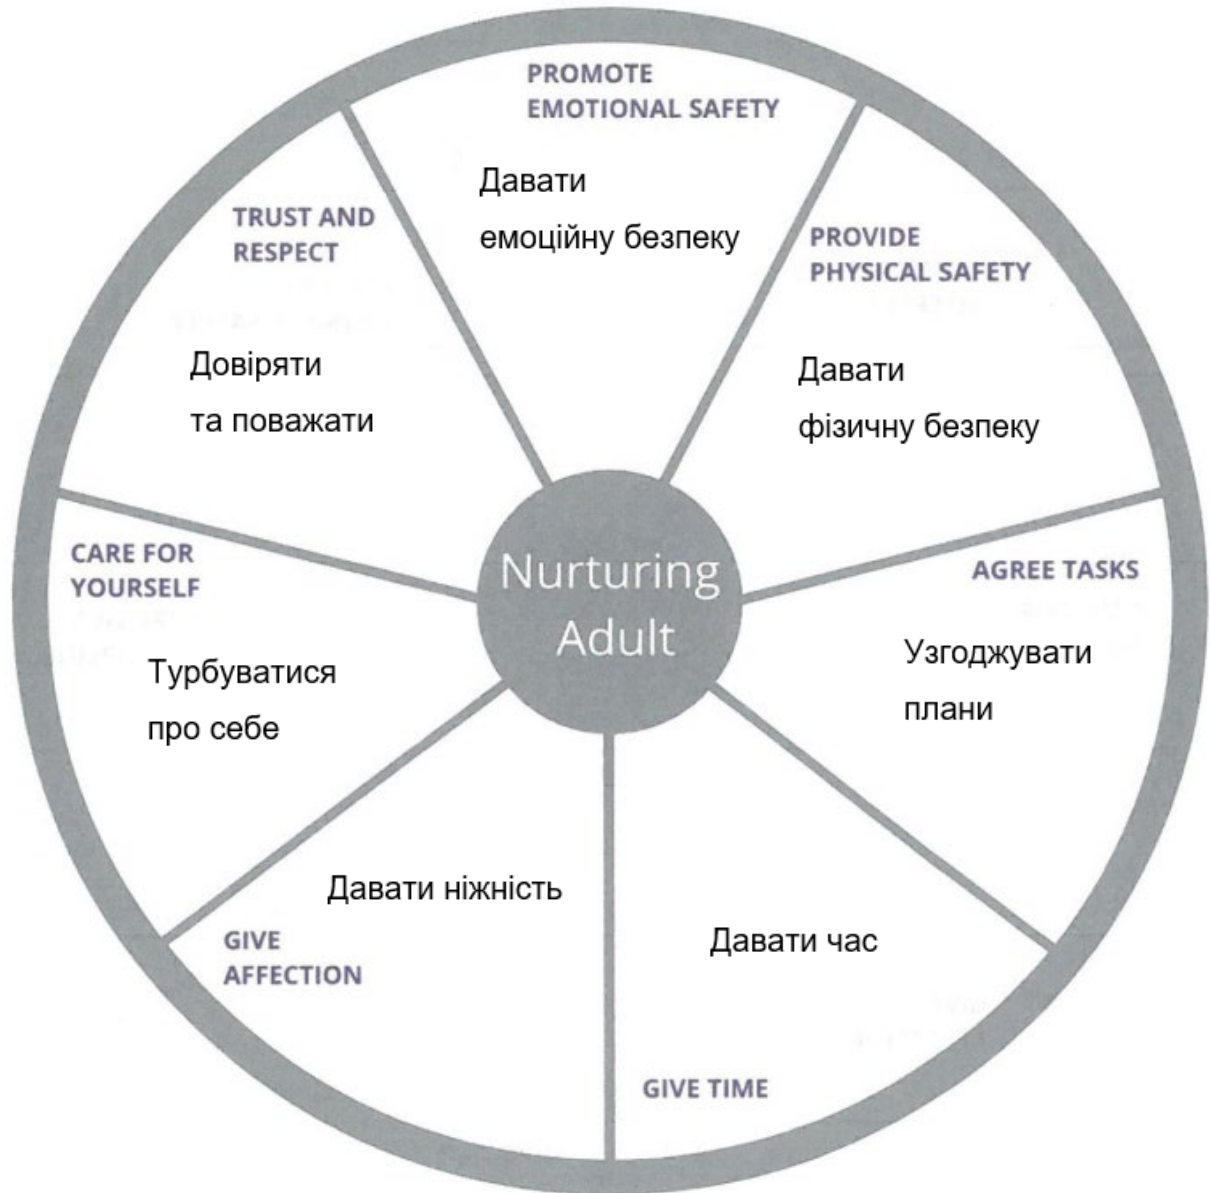 PROMOTE
EMOTIONAL SAFETY
Давати
емоційну безпеку
PROVIDE
PHYSICAL SAFETY
Давати
фізичну безпеку
AGREE TASKS
Узгоджувати
плани
Давати час
GIVE TIME
Давати ніжність
GIVE
AFFECTION
CARE FOR
YOURSELF
Турбуватися
про себе
TRUST AND
RESPECT
Довіряти
та поважати
Nurturing
Adult